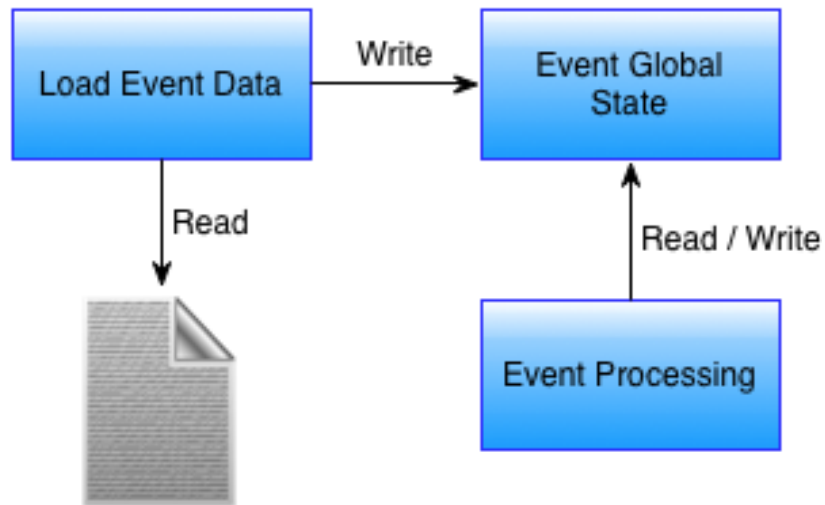 Load Event Data
Write
Event Global
State
Read
Read / Write
Event Processing